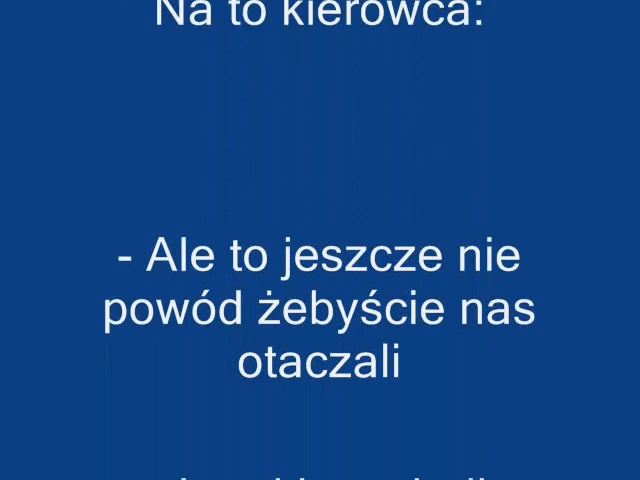 Na to kierowca:
- Ale to jeszcze nie
powód żebyście nas
otaczali